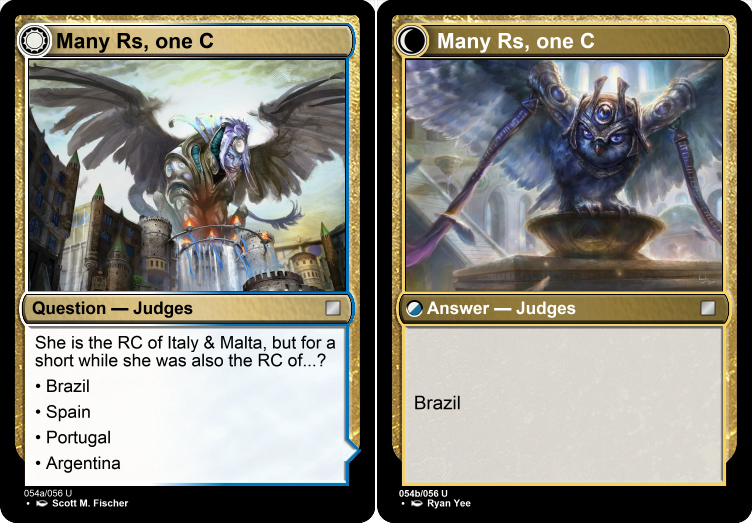 Many Rs, one C
Question — Judges
She is the RC of Italy & Malta, but for a
short while she was also the RC of...?
• Brazil
• Spain
• Portugal
• Argentina
054a/056 U
• Scott M. Fischer
Many Rs, one C
Answer — Judges
Brazil
054b/056 U
• Ryan Yee